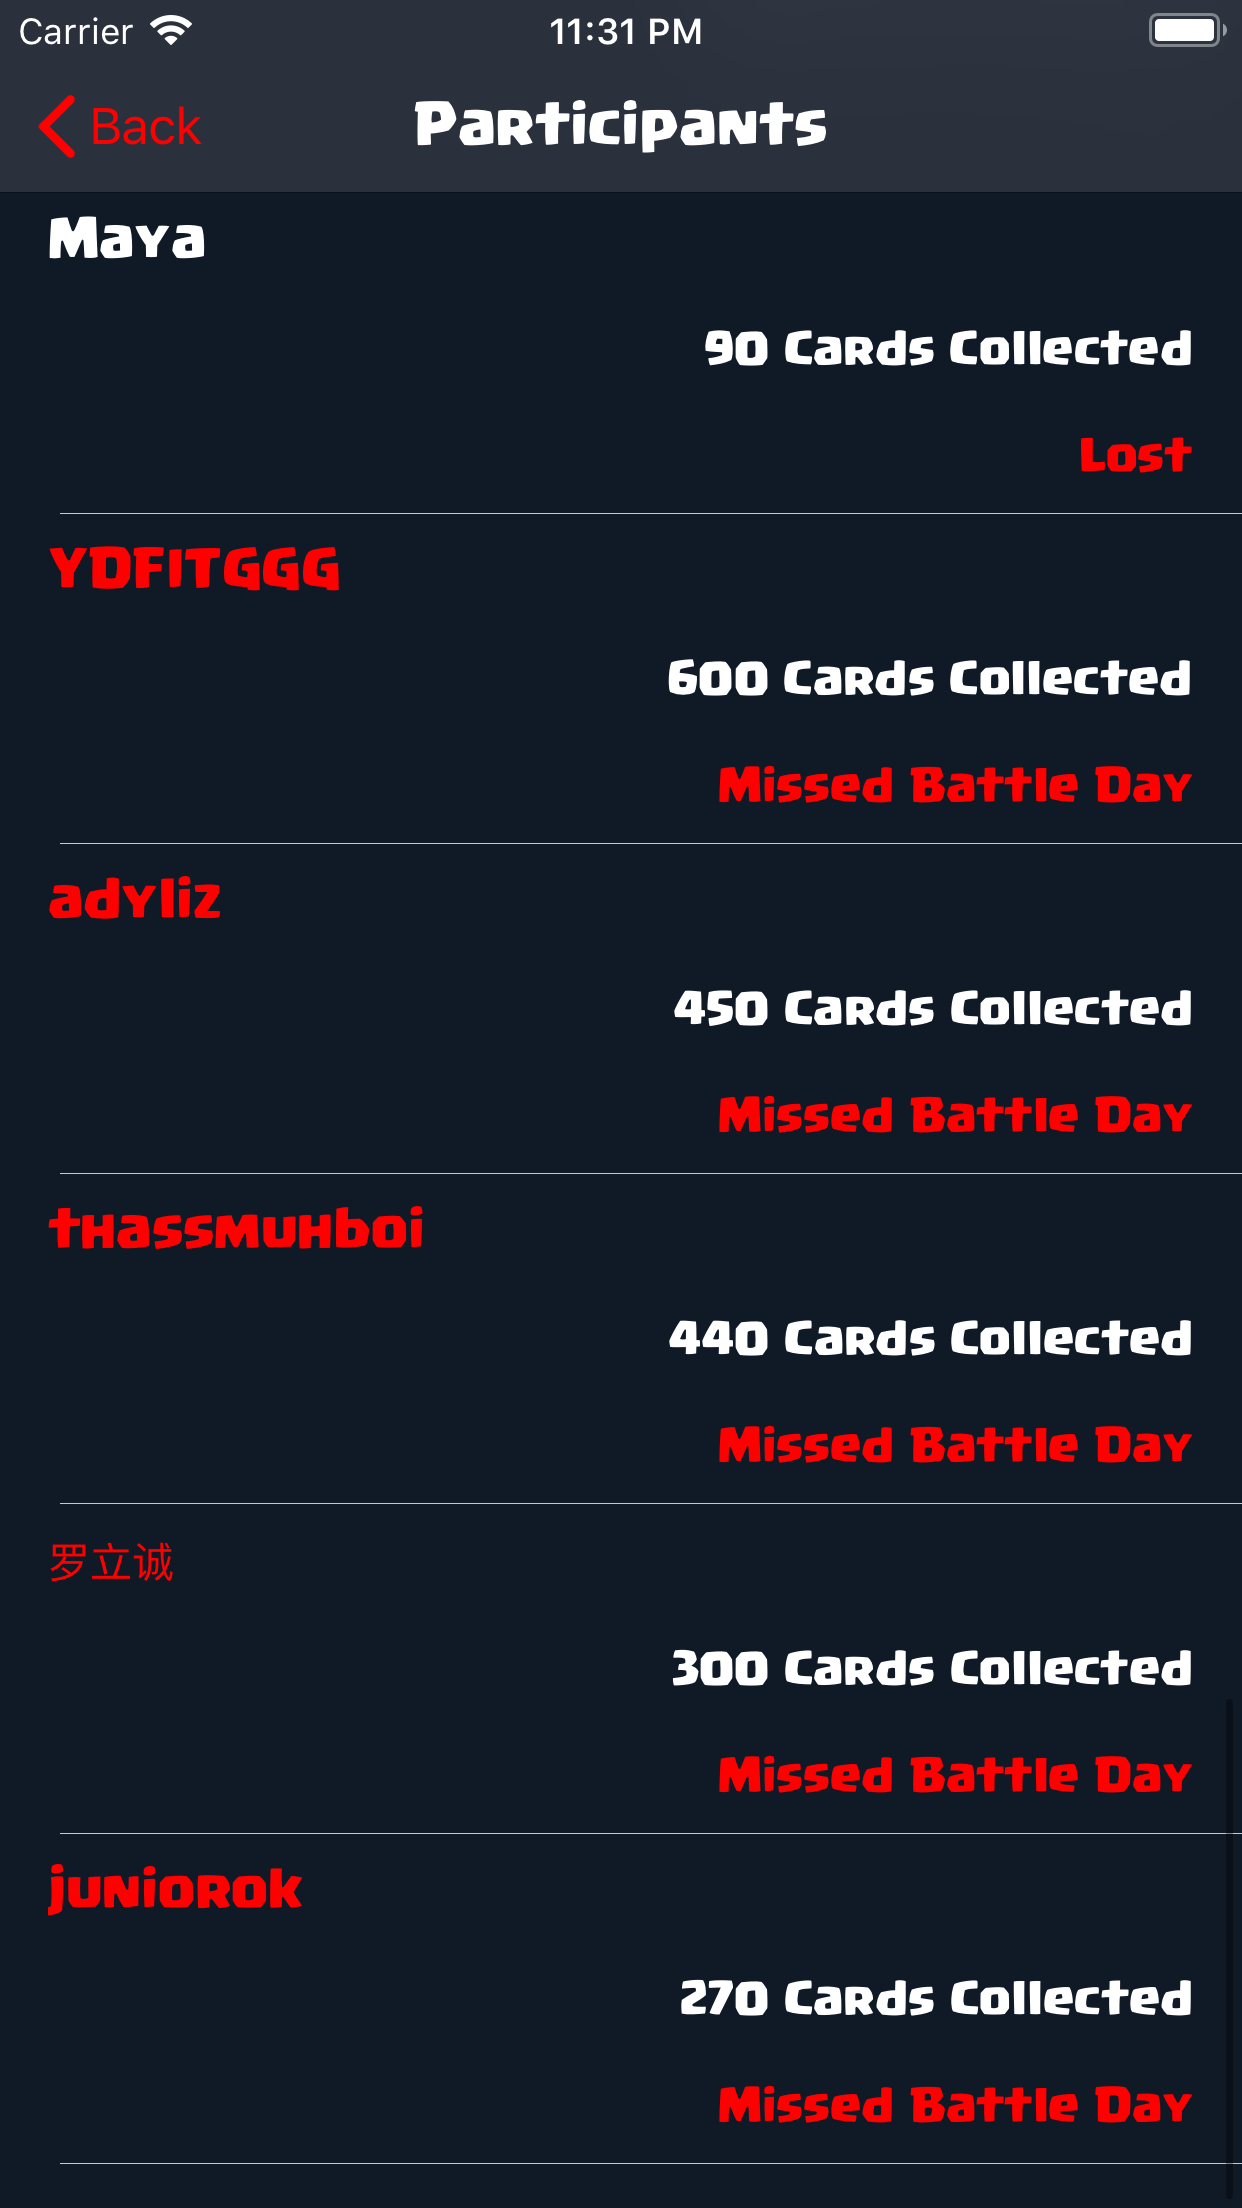 Carrier 11:31 PM
Back Participants
Maya
90 Cards Collected
Lost
YDFITGGG
600 Cards Collected
Missed Battle Day
adyliz
450 Cards Collected
Missed Battle Day
thassmuhboi
440 Cards Collected
Missed Battle Day
罗立诚
300 Cards Collected
Missed Battle Day
juniorok
270 Cards Collected
Missed Battle Day